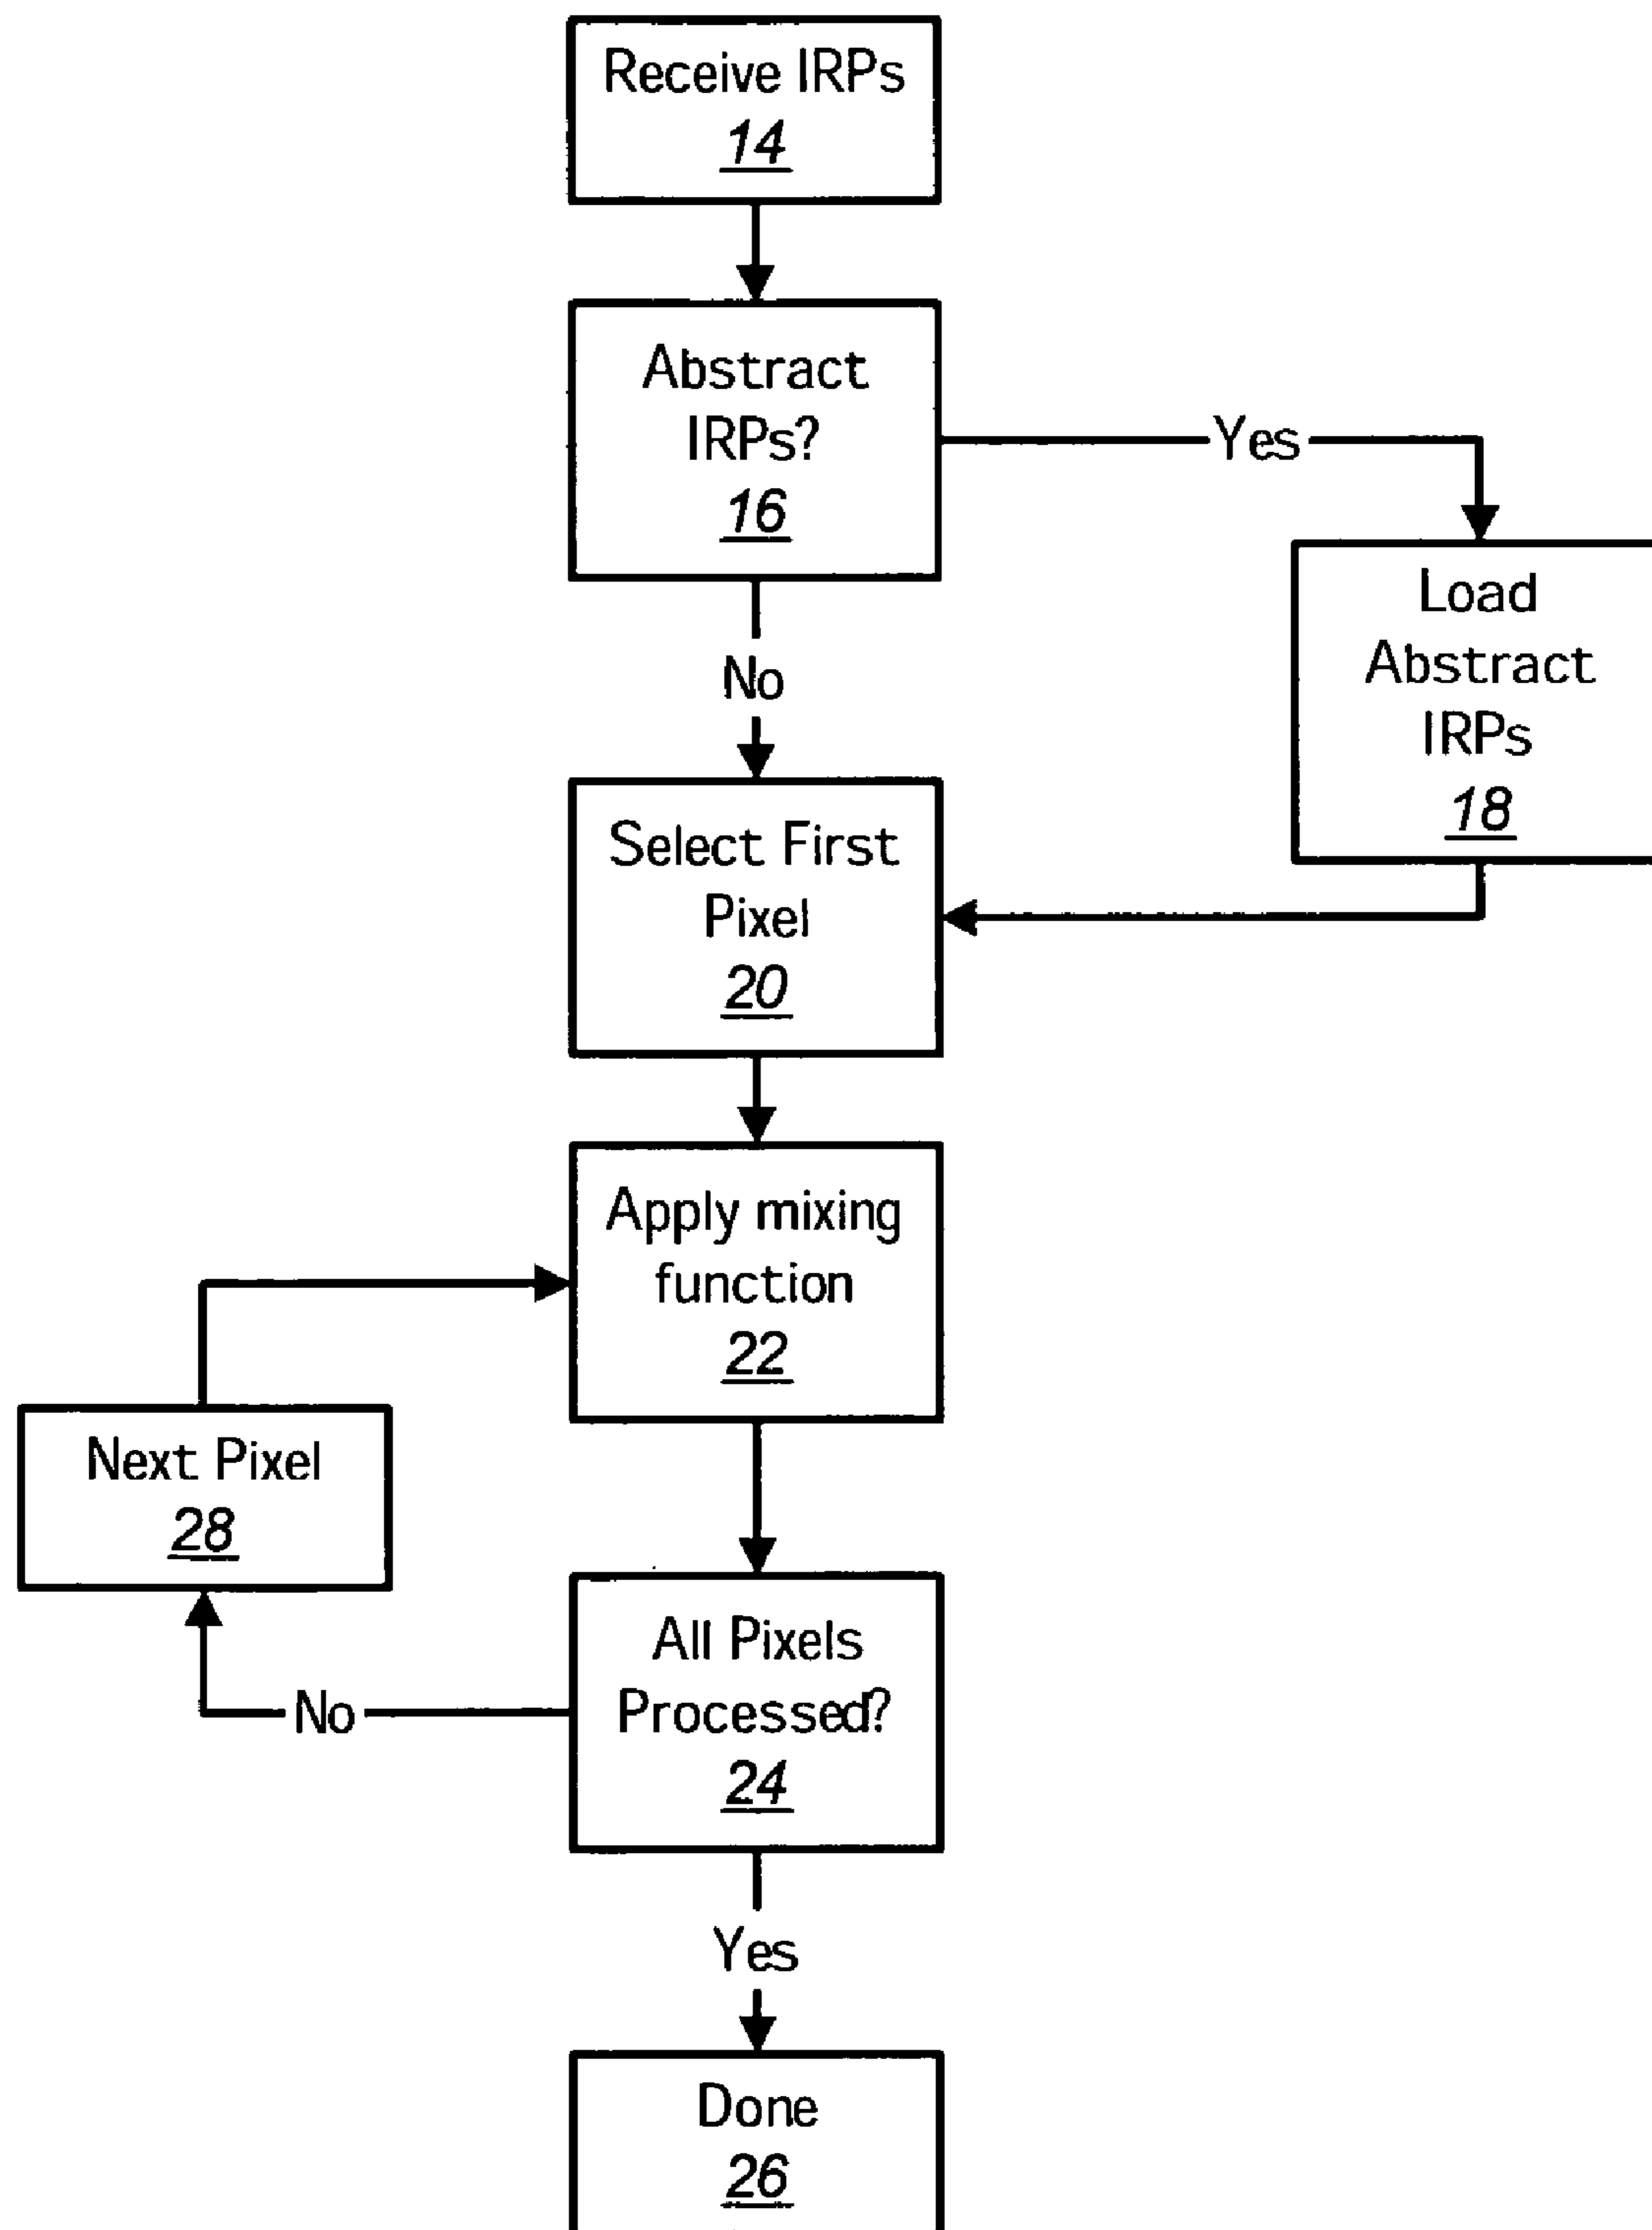 Receive IRPs
14
Abstract
IRPs?
16
Yes
No
Load
Abstract
IRPs
18
Select First
Pixel
20
Apply mixing
function
22
Next Pixel
28
All Pixels
Processed?
24
No
Yes
Done
26